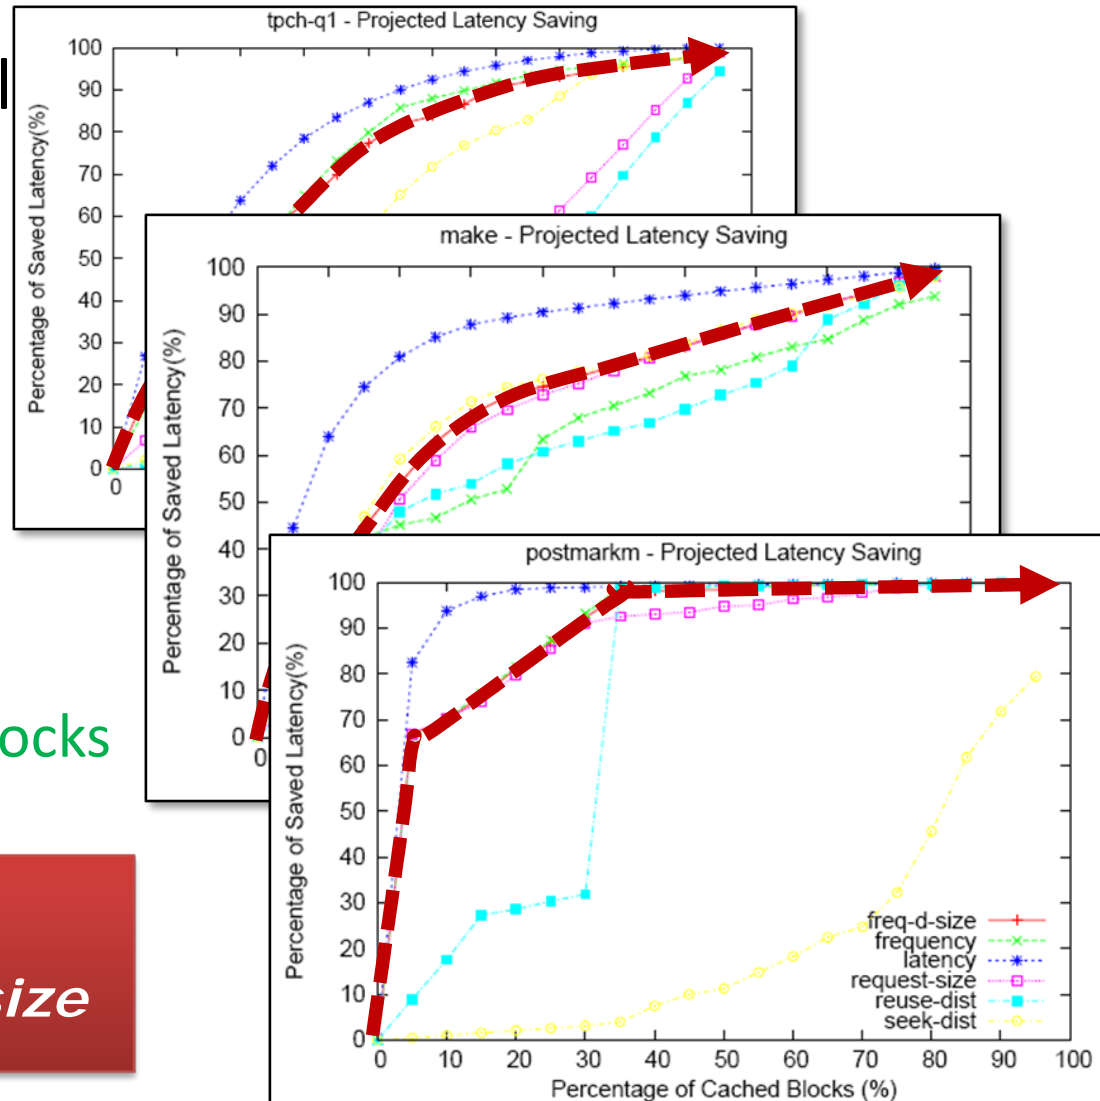 tpch-q1 - Projected Latency Saving
Percentage of Saved Latency(%)
100
90
80
70
60
50
40
30
20
10
0
0
make - Projected Latency Saving
Percentage of Saved Latency(%)
100
90
80
70
60
50
40
30
20
10
0
0
postmarkm - Projected Latency Saving
Percentage of Saved Latency(%)
100
90
80
70
60
50
40
30
20
10
0
freq-d-size
frequency
latency
request-size
reuse-dist
seek-dist
0 10 20 30 40 50 60 70 80 90 100
Percentage of Cached Blocks (%)
ocks
size